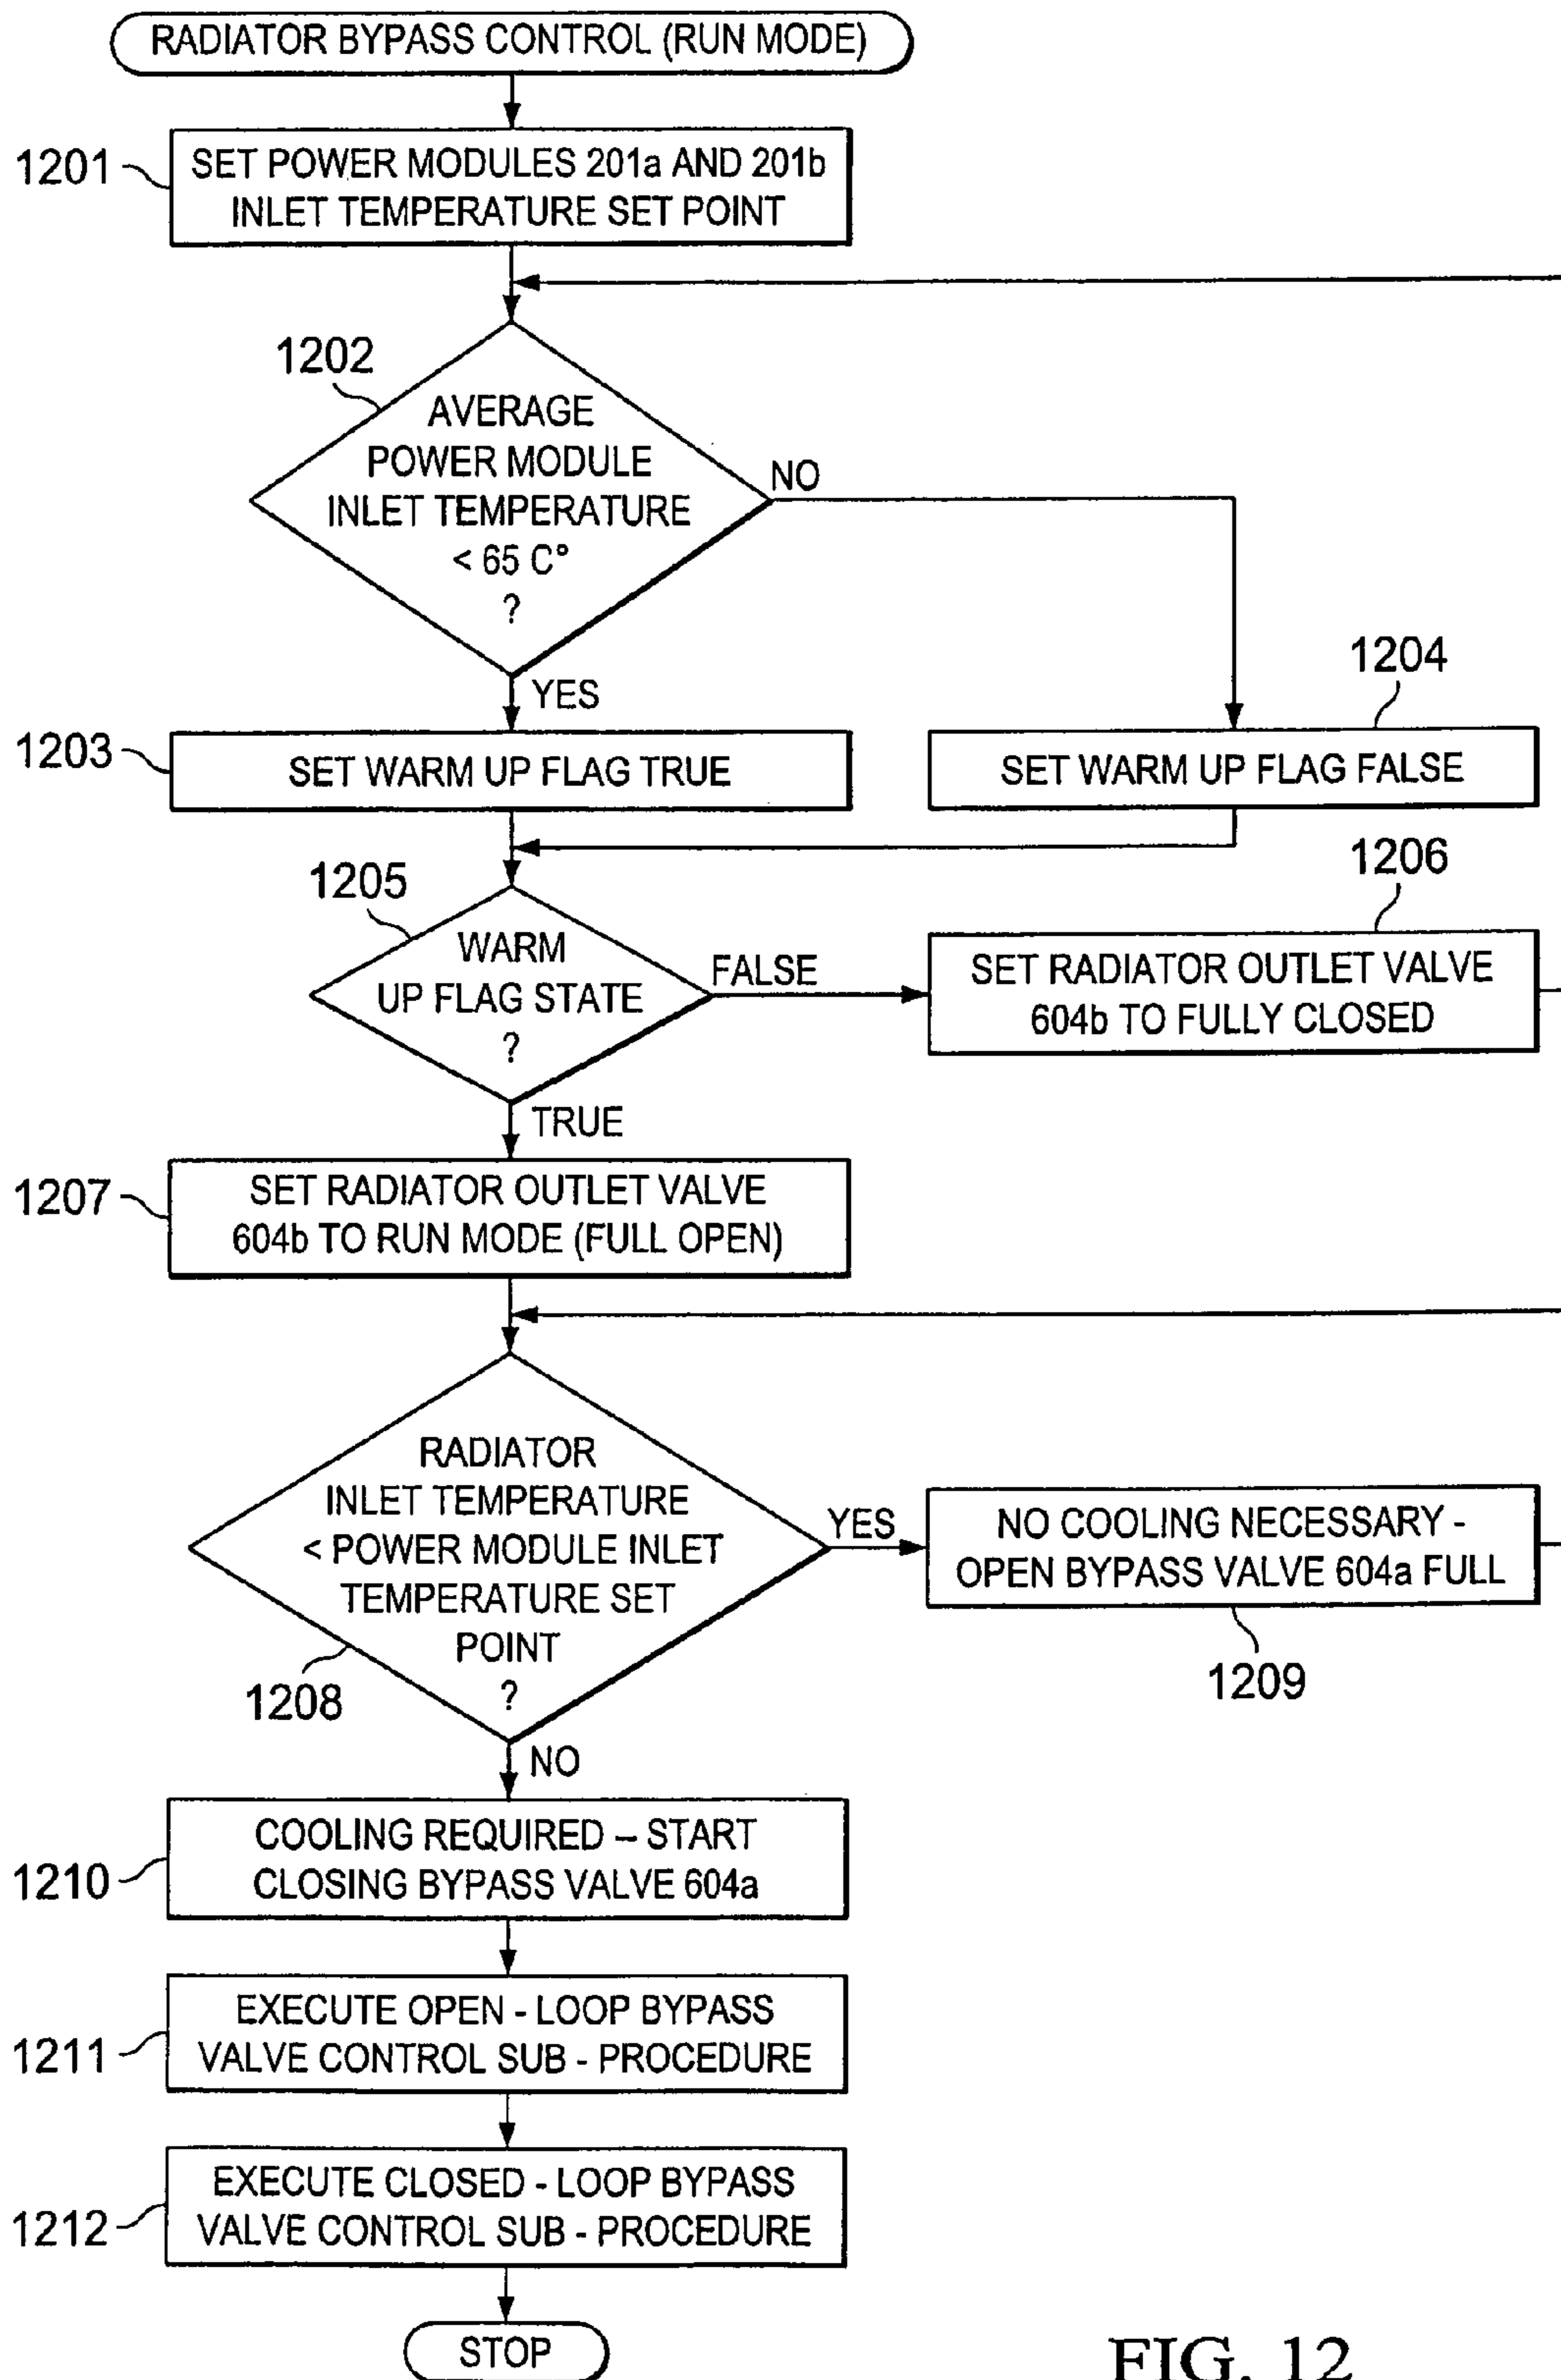 RADIATOR BYPASS CONTROL (RUN MODE)
1201
SET POWER MODULES 201a AND 201b
INLET TEMPERATURE SET POINT
1202
AVERAGE
POWER MODULE
INLET TEMPERATURE
< 65 C°
?
NO
YES
1204
1203
SET WARM UP FLAG TRUE
SET WARM UP FLAG FALSE
1205
1206
WARM
UP FLAG STATE
?
FALSE
SET RADIATOR OUTLET VALVE
604b TO FULLY CLOSED
TRUE
1207
SET RADIATOR OUTLET VALVE
604b TO RUN MODE (FULL OPEN)
RADIATOR
INLET TEMPERATURE
< POWER MODULE INLET
TEMPERATURE SET
POINT
?
1208
YES
NO COOLING NECESSARY -
OPEN BYPASS VALVE 604a FULL
1209
NO
1210
COOLING REQUIRED – START
CLOSING BYPASS VALVE 604a
1211
EXECUTE OPEN - LOOP BYPASS
VALVE CONTROL SUB - PROCEDURE
1212
EXECUTE CLOSED - LOOP BYPASS
VALVE CONTROL SUB - PROCEDURE
STOP
FIG. 12